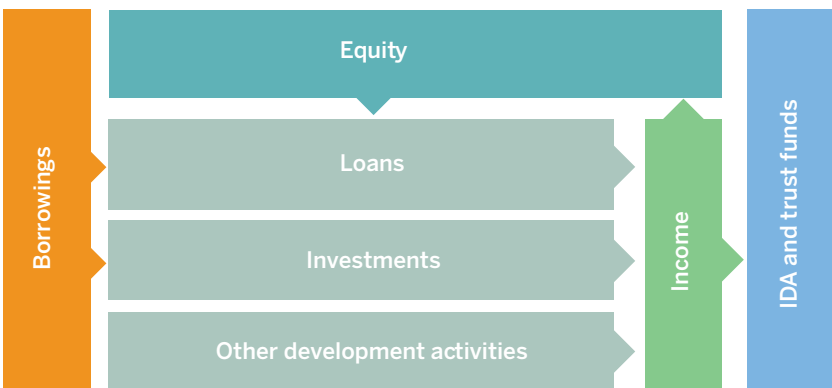 Borrowings
Equity
Loans
Investments
Other development activities
Income
IDA and trust funds